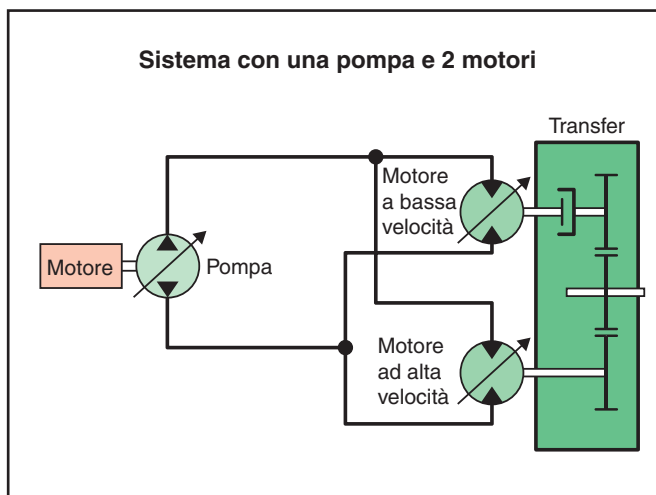 Sistema con una pompa e 2 motori
Transfer
Motore
a bassa
velocità
Motore
Pompa
Motore
ad alta
velocità